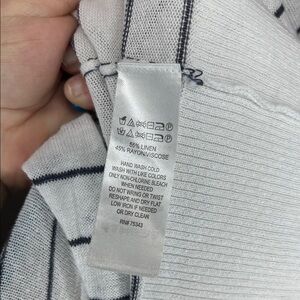 55% LINEN
45% RAYON/VISCOSE
HAND WASH COLD
WASH WITH LIKE COLORS
ONLY NON-CHLORINE BLEACH
WHEN NEEDED
DO NOT WRING OR TWIST
RESHAPE AND DRY FLAT
LOW IRON IF NEEDED
OR DRY CLEAN
RN# 75343